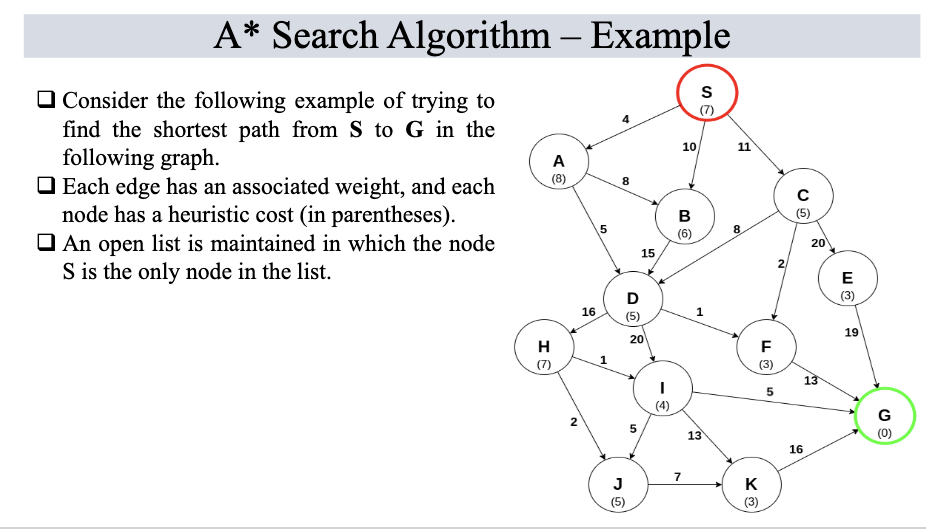 A* Search Algorithm – Example
❑ Consider the following example of trying to
find the shortest path from S to G in the
following graph.
❑ Each edge has an associated weight, and each
node has a heuristic cost (in parentheses).
❑ An open list is maintained in which the node
S is the only node in the list.
S
(7)
4
10
11
A
(8)
8
C
(5)
B
(6)
5
8
20
15
2
E
(3)
D
(5)
16
1
20
19
H
(7)
F
(3)
1
13
I
(4)
5
G
(0)
2
5
13
16
J
(5)
7
K
(3)